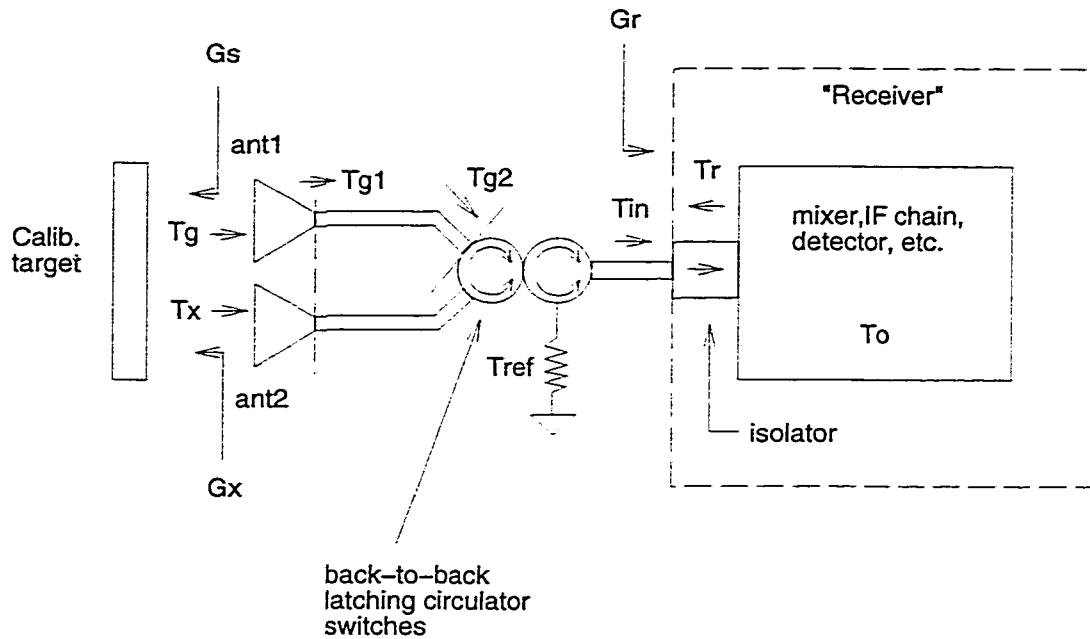 Gr
Gs
"Receiver"
ant1
Tg1
Tg2
Tr
Tin
mixer,IF chain,
detector, etc.
Calib.
target
Tg
Tx
To
Tref
ant2
isolator
Gx
back-to-back
latching circulator
switches